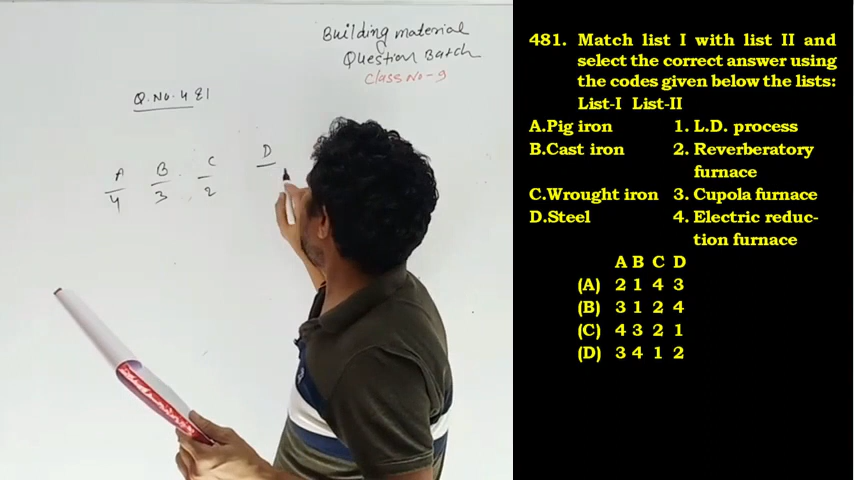 Building material
Question Batch
Class No-9
Q.No.481
A B C D
4 3 2
481. Match list I with list II and
select the correct answer using
the codes given below the lists:
List-I List-II
A.Pig iron 1. L.D. process
B.Cast iron 2. Reverberatory
furnace
C.Wrought iron 3. Cupola furnace
D.Steel 4. Electric reduc-
tion furnace
A B C D
(A) 2 1 4 3
(B) 3 1 2 4
(C) 4 3 2 1
(D) 3 4 1 2